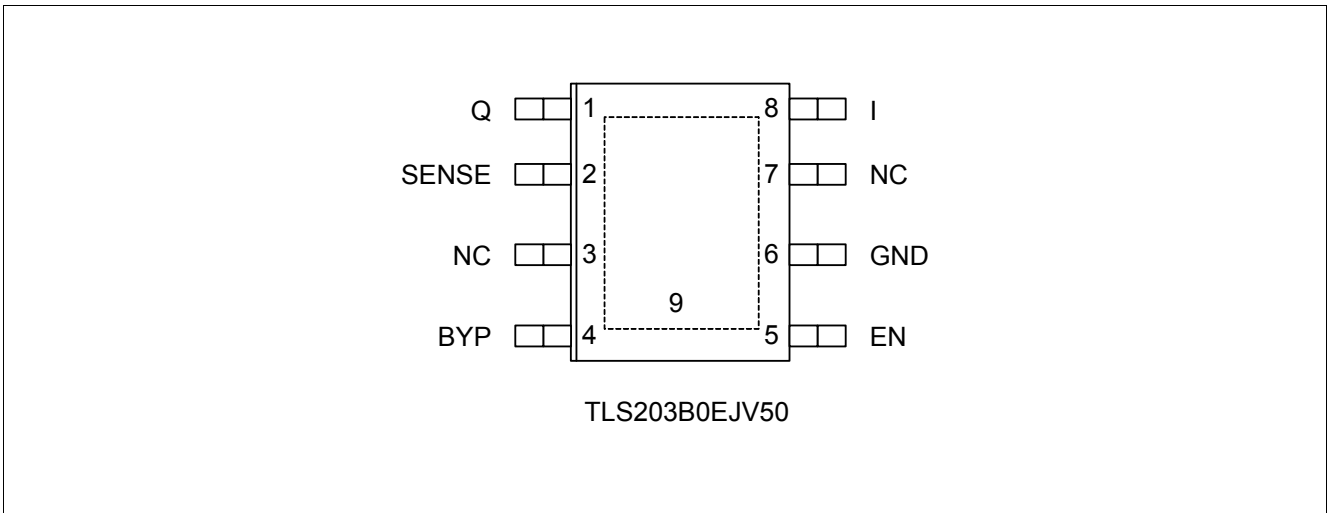 Q 1 8 I
SENSE 2 7 NC
NC 3 6 GND
9
BYP 4 5 EN
TLS203B0EJV50